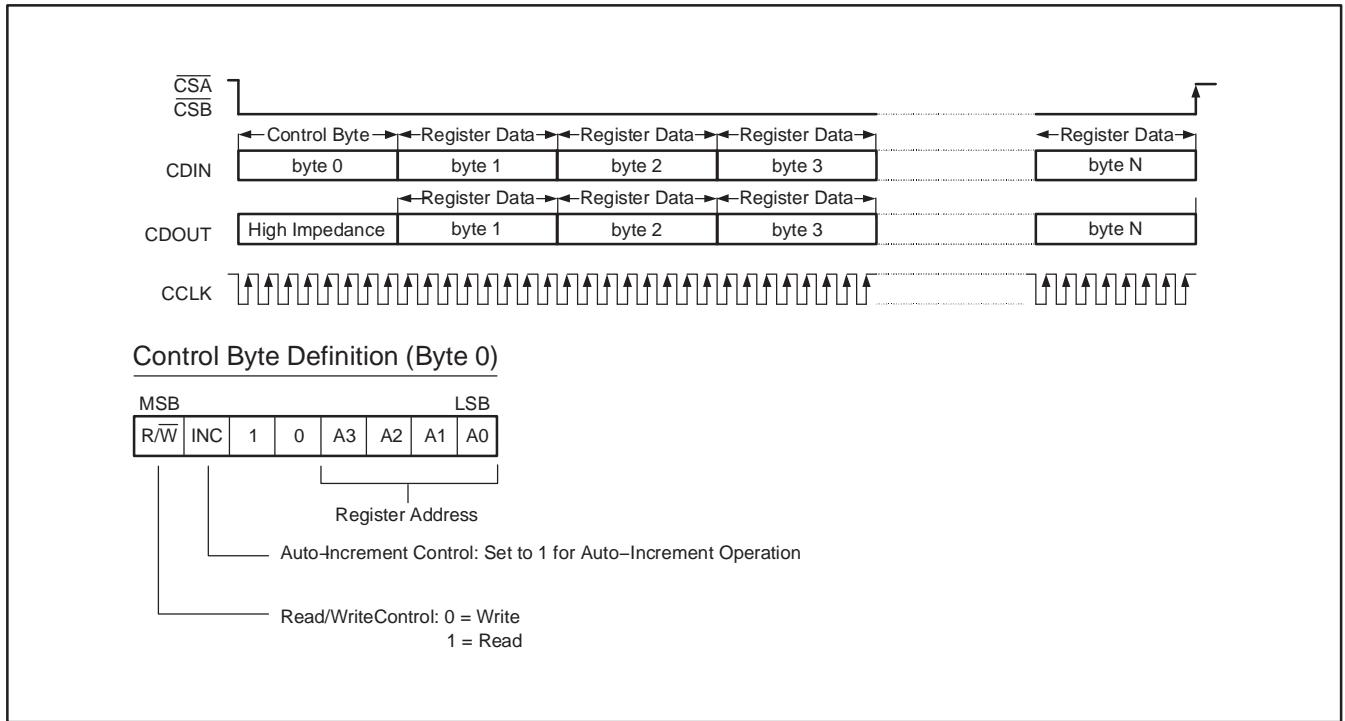 CSA
CSB
Control Byte Register Data Register Data Register Data Register Data
CDIN byte 0 byte 1 byte 2 byte 3 byte N
Register Data Register Data Register Data
CDOUT High Impedance byte 1 byte 2 byte 3 byte N
CCLK
Control Byte Definition (Byte 0)
MSB LSB
R/W INC 1 0 A3 A2 A1 A0
Register Address
Auto-Increment Control: Set to 1 for Auto−Increment Operation
Read/WriteControl: 0 = Write
1 = Read